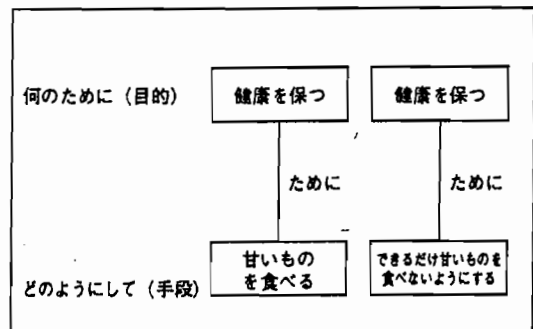 何のために（目的）
健康を保つ
健康を保つ
ために
ために
どのようにして（手段）
甘いもの
を食べる
できるだけ甘いものを
食べないようにする